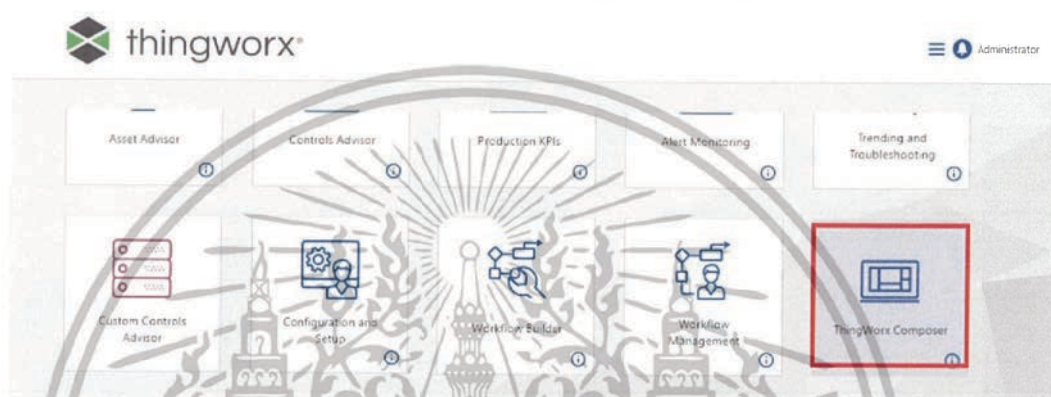 thingworx®
Administrator
Asset Advisor
Controls Advisor
Production KPIs
Alert Monitoring
Trending and
Troubleshooting
Custom Controls
Advisor
Configuration and
Setup
Workflow Builder
Workflow
Management
ThingWorx Composer